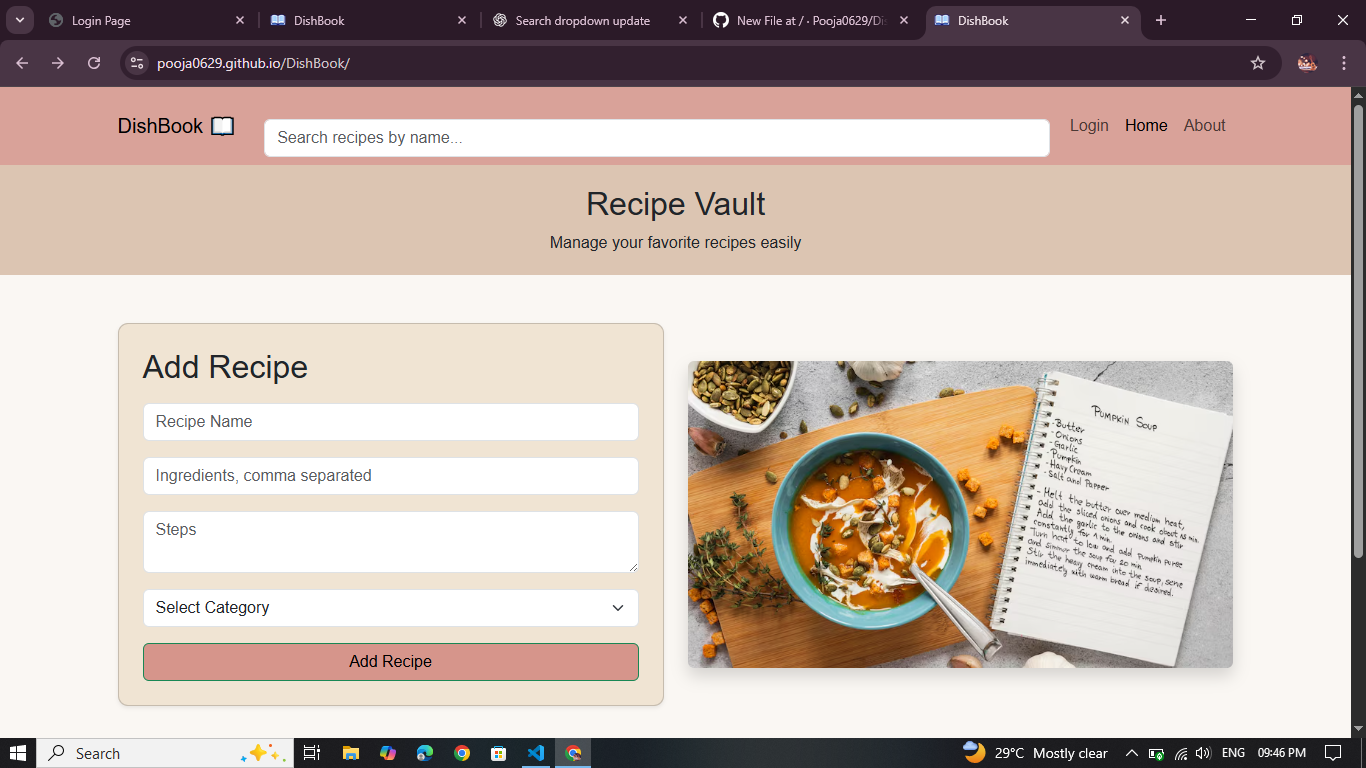 Login Page
DishBook
Search dropdown update
New File at / · Pooja0629/Dis
DishBook
pooja0629.github.io/DishBook/
DishBook
Search recipes by name...
Login
Home
About
Recipe Vault
Manage your favorite recipes easily
Add Recipe
Recipe Name
Ingredients, comma separated
Steps
Select Category
Add Recipe
PUMPKIN SOUP
- Butter
- Onions
- Garlic
- Pumpkin
- Havy Cream
- Salt and Papper
- Melt the butter over medium heat,
add the sliced onions and cook about 15 min.
Add the garlic to the onions and stir
constantly for 1 min.
Turn heat to low and add pumpkin puree
and simmer the soup for 20 min.
Stir the heavy cream into the soup, serve
immediately with warm bread if desired.
Search
29°C Mostly clear
ENG
09:46 PM